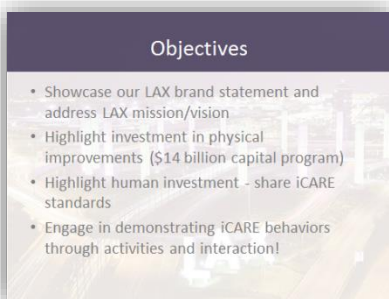 Objectives
• Showcase our LAX brand statement and
address LAX mission/vision
• Highlight investment in physical
improvements ($14 billion capital program)
• Highlight human investment - share iCARE
standards
• Engage in demonstrating iCARE behaviors
through activities and interaction!